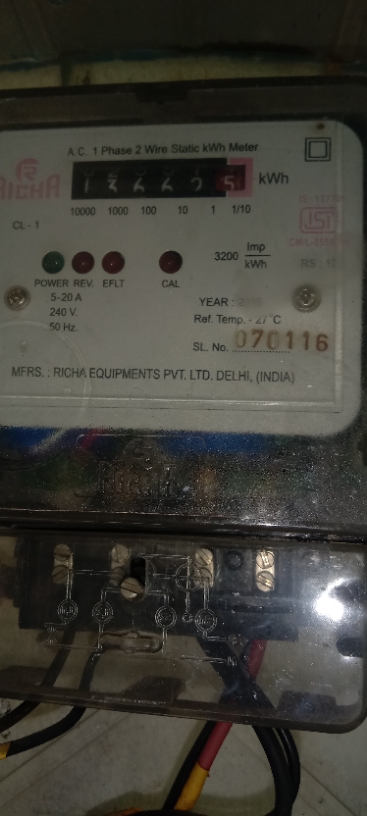 A.C. 1 Phase 2 Wire Static kWh Meter
RICHA
kWh
10000 1000 100 10 1 1/10
CL - 1
3200 Imp/kWh
POWER REV. EFLT CAL
5-20 A
240 V.
50 Hz.
YEARS :
Ref. Temp. - 27°C
SL. No. 070116
MFRS. : RICHA EQUIPMENTS PVT. LTD. DELHI, (INDIA)